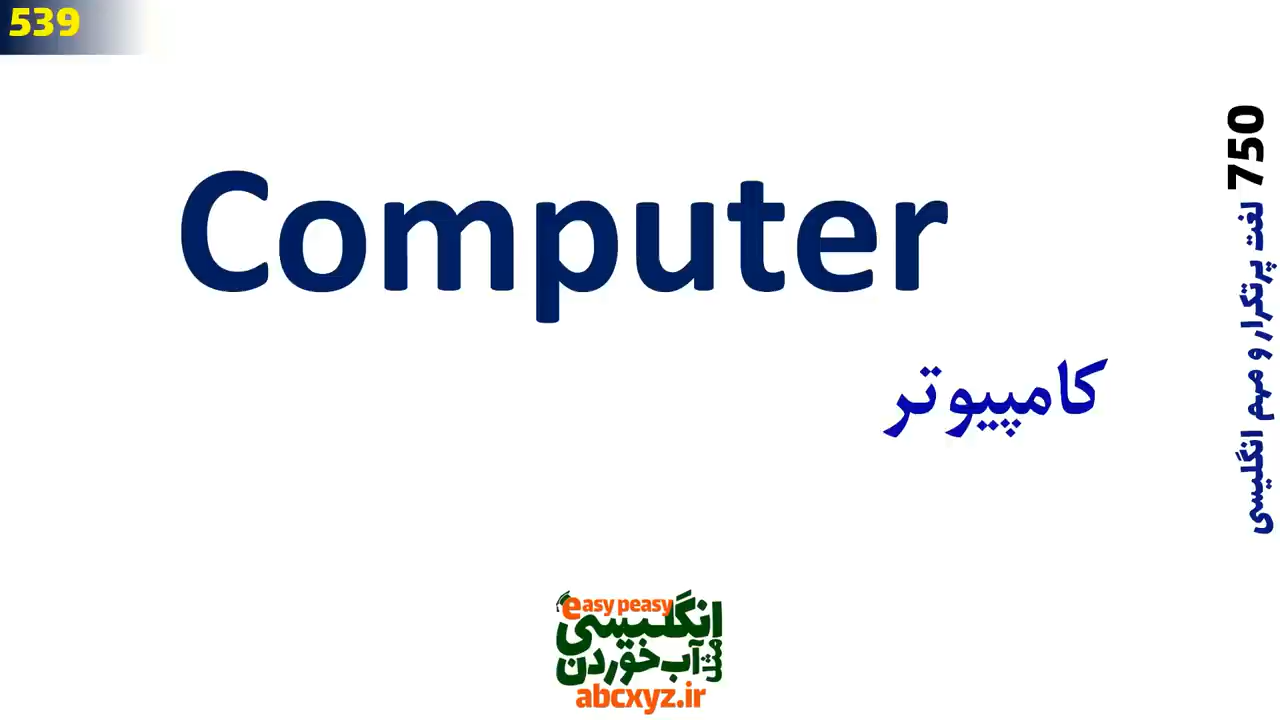 539
Computer
کامپیوتر
750 لغت پرتکرار و مهم انگلیسی
easy peasy
انگلیسی
مثل آب خوردن
abcxyz.ir